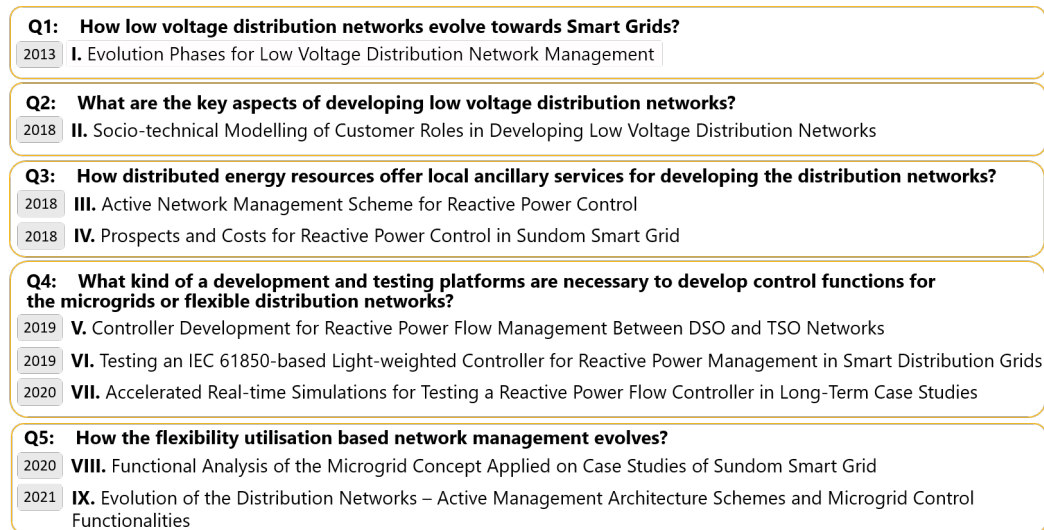 Q1: How low voltage distribution networks evolve towards Smart Grids?
2013 I. Evolution Phases for Low Voltage Distribution Network Management
Q2: What are the key aspects of developing low voltage distribution networks?
2018 II. Socio-technical Modelling of Customer Roles in Developing Low Voltage Distribution Networks
Q3: How distributed energy resources offer local ancillary services for developing the distribution networks?
2018 III. Active Network Management Scheme for Reactive Power Control
2018 IV. Prospects and Costs for Reactive Power Control in Sundom Smart Grid
Q4: What kind of a development and testing platforms are necessary to develop control functions for
the microgrids or flexible distribution networks?
2019 V. Controller Development for Reactive Power Flow Management Between DSO and TSO Networks
2019 VI. Testing an IEC 61850-based Light-weighted Controller for Reactive Power Management in Smart Distribution Grids
2020 VII. Accelerated Real-time Simulations for Testing a Reactive Power Flow Controller in Long-Term Case Studies
Q5: How the flexibility utilisation based network management evolves?
2020 VIII. Functional Analysis of the Microgrid Concept Applied on Case Studies of Sundom Smart Grid
2021 IX. Evolution of the Distribution Networks – Active Management Architecture Schemes and Microgrid Control
Functionalities